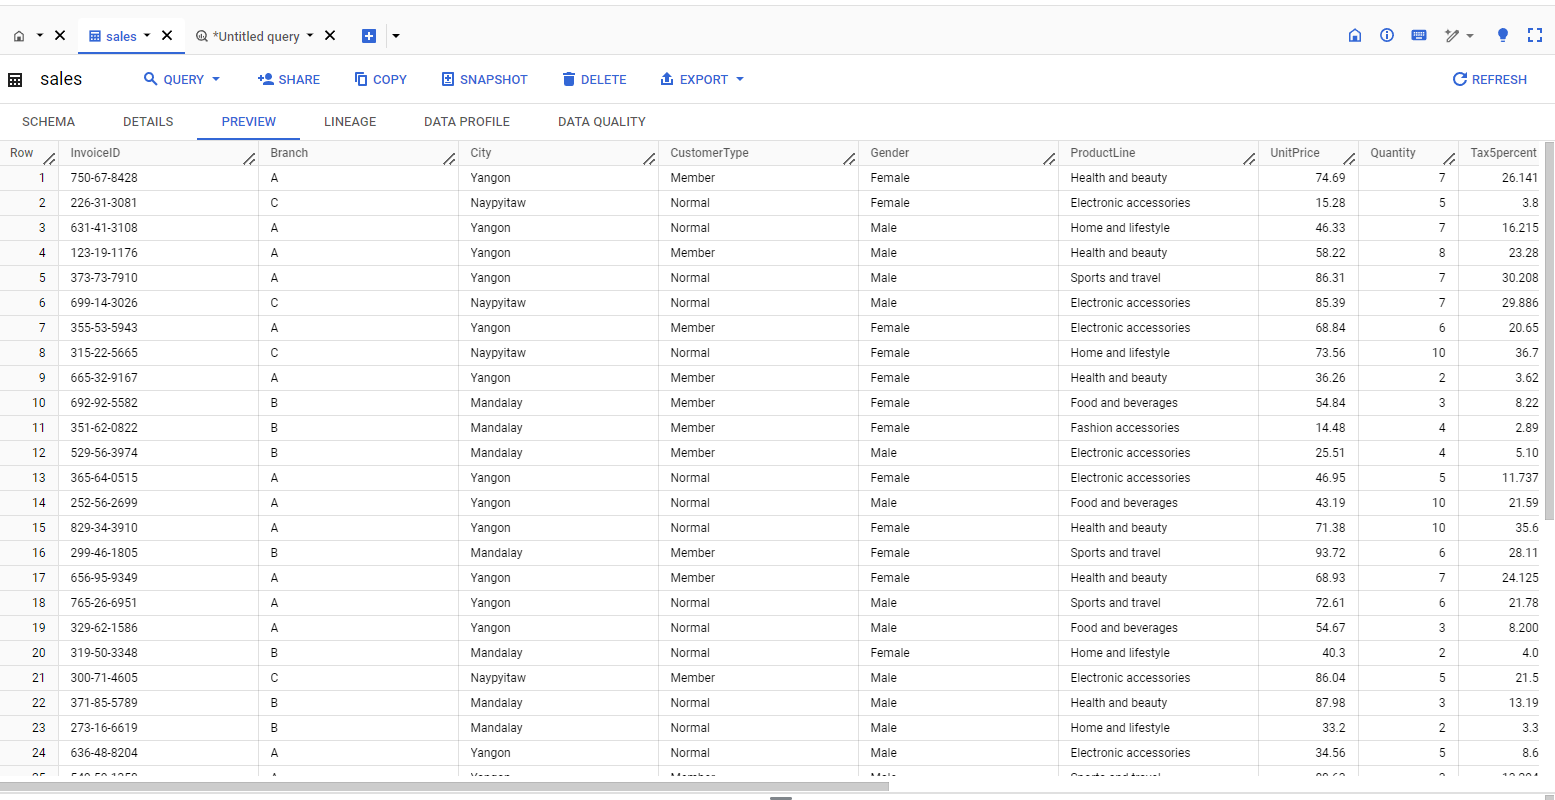 sales *Untitled query
sales QUERY SHARE COPY SNAPSHOT DELETE EXPORT REFRESH
SCHEMA DETAILS PREVIEW LINEAGE DATA PROFILE DATA QUALITY
Row InvoiceID Branch City CustomerType Gender ProductLine UnitPrice Quantity Tax5percent
1 750-67-8428 A Yangon Member Female Health and beauty 74.69 7 26.141
2 226-31-3081 C Naypyitaw Normal Female Electronic accessories 15.28 5 3.8
3 631-41-3108 A Yangon Normal Male Home and lifestyle 46.33 7 16.215
4 123-19-1176 A Yangon Member Male Health and beauty 58.22 8 23.28
5 373-73-7910 A Yangon Normal Male Sports and travel 86.31 7 30.208
6 699-14-3026 C Naypyitaw Normal Male Electronic accessories 85.39 7 29.886
7 355-53-5943 A Yangon Member Female Electronic accessories 68.84 6 20.65
8 315-22-5665 C Naypyitaw Normal Female Home and lifestyle 73.56 10 36.7
9 665-32-9167 A Yangon Member Female Health and beauty 36.26 2 3.62
10 692-92-5582 B Mandalay Member Female Food and beverages 54.84 3 8.22
11 351-62-0822 B Mandalay Member Female Fashion accessories 14.48 4 2.89
12 529-56-3974 B Mandalay Member Male Electronic accessories 25.51 4 5.10
13 365-64-0515 A Yangon Normal Female Electronic accessories 46.95 5 11.737
14 252-56-2699 A Yangon Normal Male Food and beverages 43.19 10 21.59
15 829-34-3910 A Yangon Normal Female Health and beauty 71.38 10 35.6
16 299-46-1805 B Mandalay Member Female Sports and travel 93.72 6 28.11
17 656-95-9349 A Yangon Member Female Health and beauty 68.93 7 24.125
18 765-26-6951 A Yangon Normal Male Sports and travel 72.61 6 21.78
19 329-62-1586 A Yangon Normal Male Food and beverages 54.67 3 8.200
20 319-50-3348 B Mandalay Normal Female Home and lifestyle 40.3 2 4.0
21 300-71-4605 C Naypyitaw Member Male Electronic accessories 86.04 5 21.5
22 371-85-5789 B Mandalay Normal Male Health and beauty 87.98 3 13.19
23 273-16-6619 B Mandalay Normal Male Home and lifestyle 33.2 2 3.3
24 636-48-8204 A Yangon Normal Male Electronic accessories 34.56 5 8.6